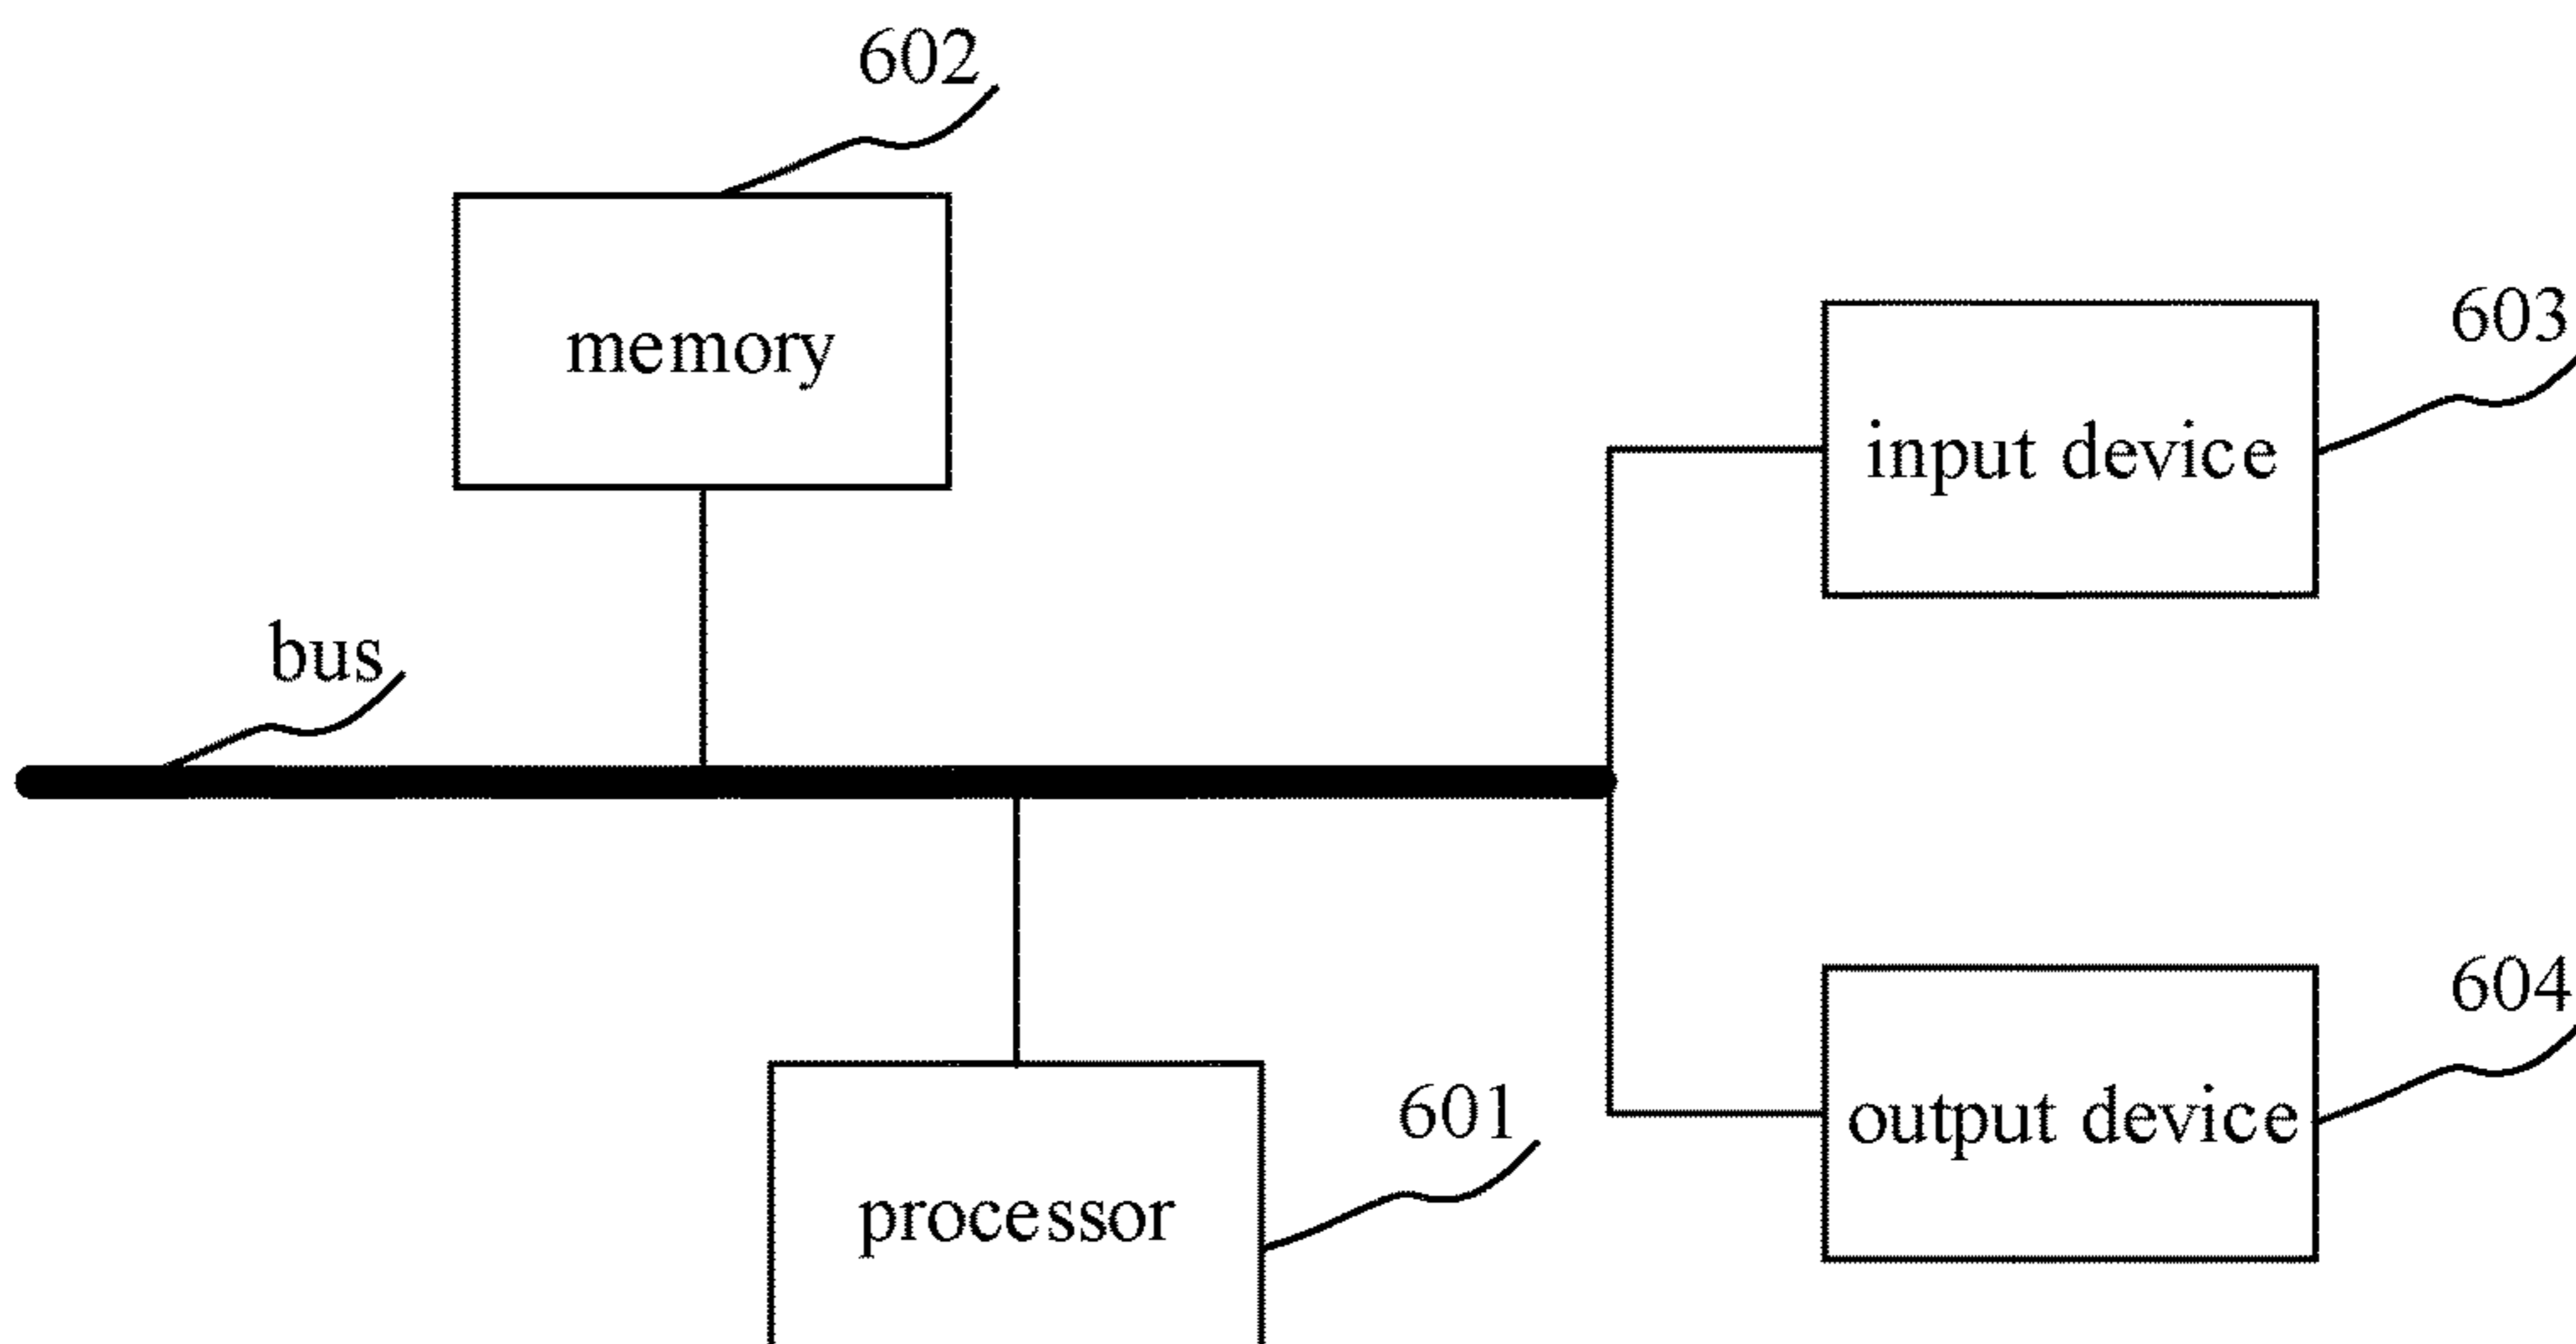 602
memory
603
input device
bus
604
output device
601
processor